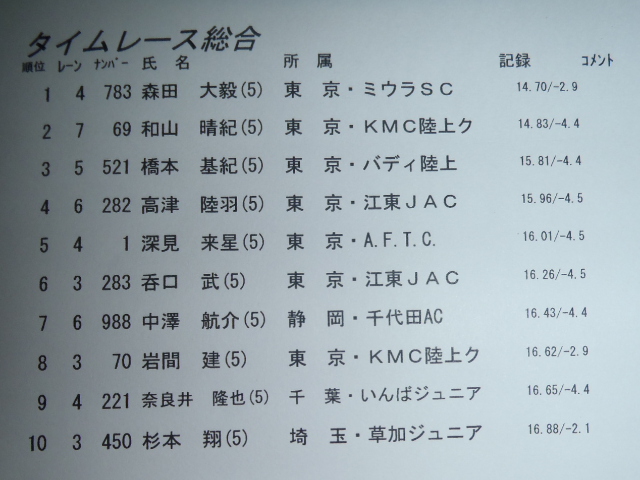 タイムレース総合
順位 レーン ナンバー 氏 名 所 属 記録 コメント
1 4 783 森田 大毅(5) 東 京・ミウラSC 14.70/-2.9
2 7 69 和山 晴紀(5) 東 京・KMC陸上ク 14.83/-4.4
3 5 521 橋本 基紀(5) 東 京・バディ陸上 15.81/-4.4
4 6 282 高津 陸羽(5) 東 京・江東JAC 15.96/-4.5
5 4 1 深見 来星(5) 東 京・A.F.T.C. 16.01/-4.5
6 3 283 呑口 武(5) 東 京・江東JAC 16.26/-4.5
7 6 988 中澤 航介(5) 静 岡・千代田AC 16.43/-4.4
8 3 70 岩間 建(5) 東 京・KMC陸上ク 16.62/-2.9
9 4 221 奈良井 隆也(5) 千 葉・いんばジュニア 16.65/-4.4
10 3 450 杉本 翔(5) 埼 玉・草加ジュニア 16.88/-2.1